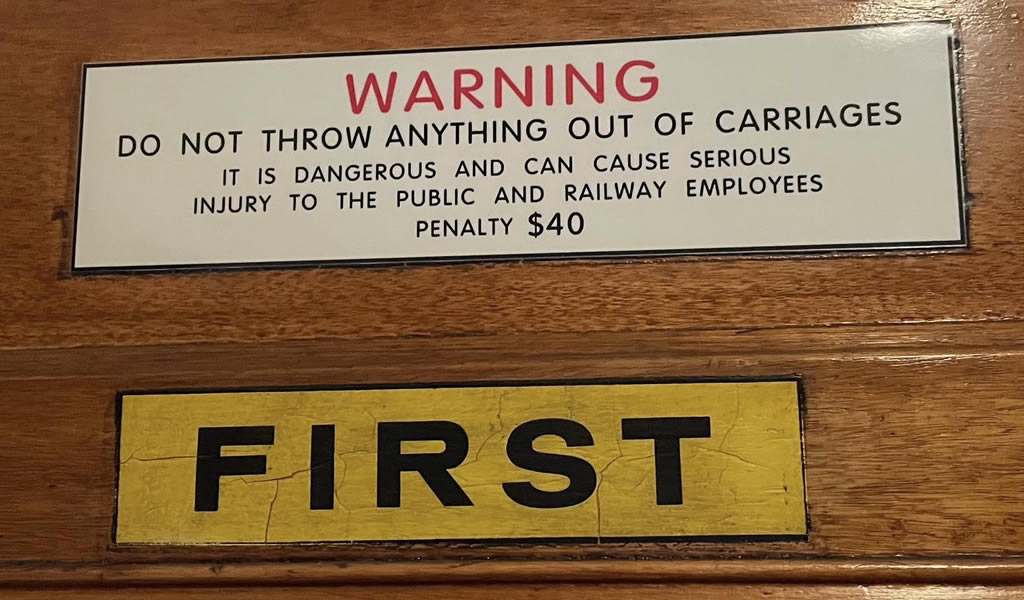 WARNING
DO NOT THROW ANYTHING OUT OF CARRIAGES
IT IS DANGEROUS AND CAN CAUSE SERIOUS
INJURY TO THE PUBLIC AND RAILWAY EMPLOYEES
PENALTY $40
FIRST